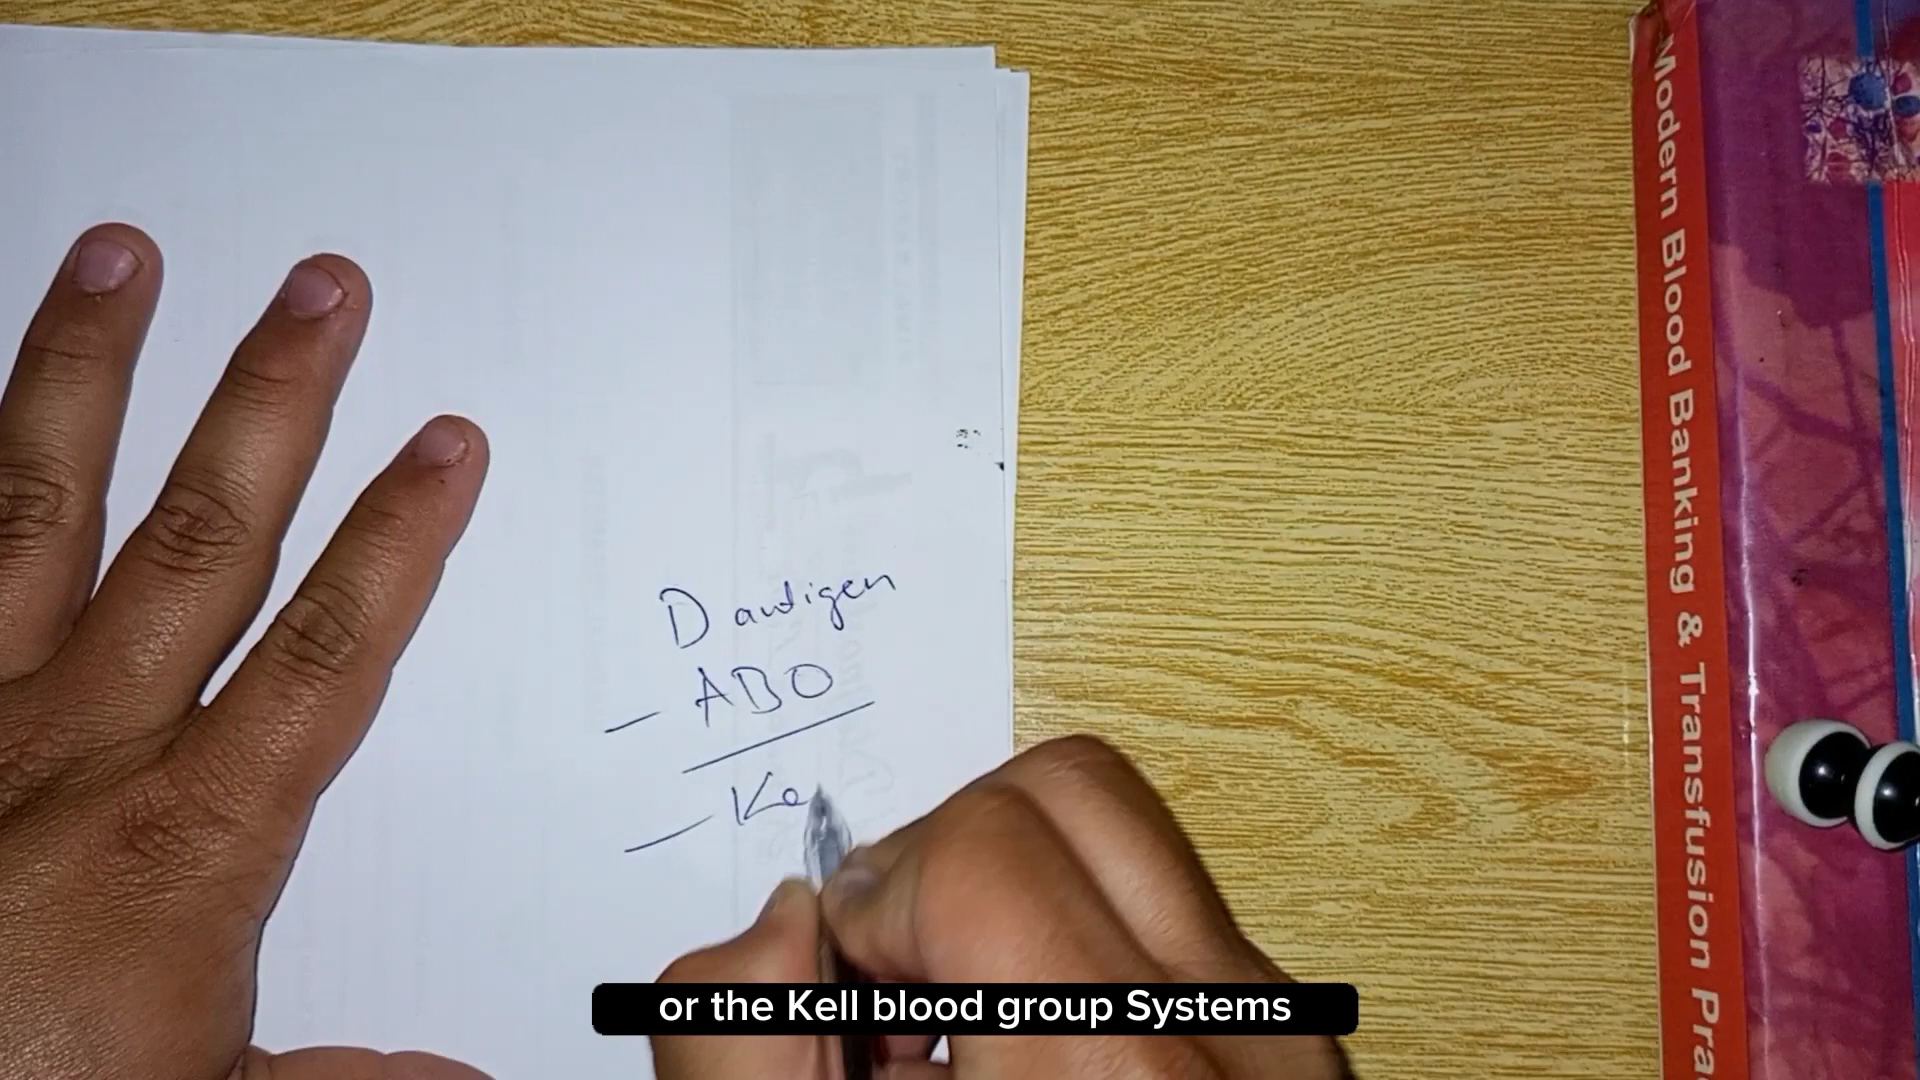 D antigen
— ABO
— Ke
or the Kell blood group Systems
Modern Blood Banking & Transfusion Pra